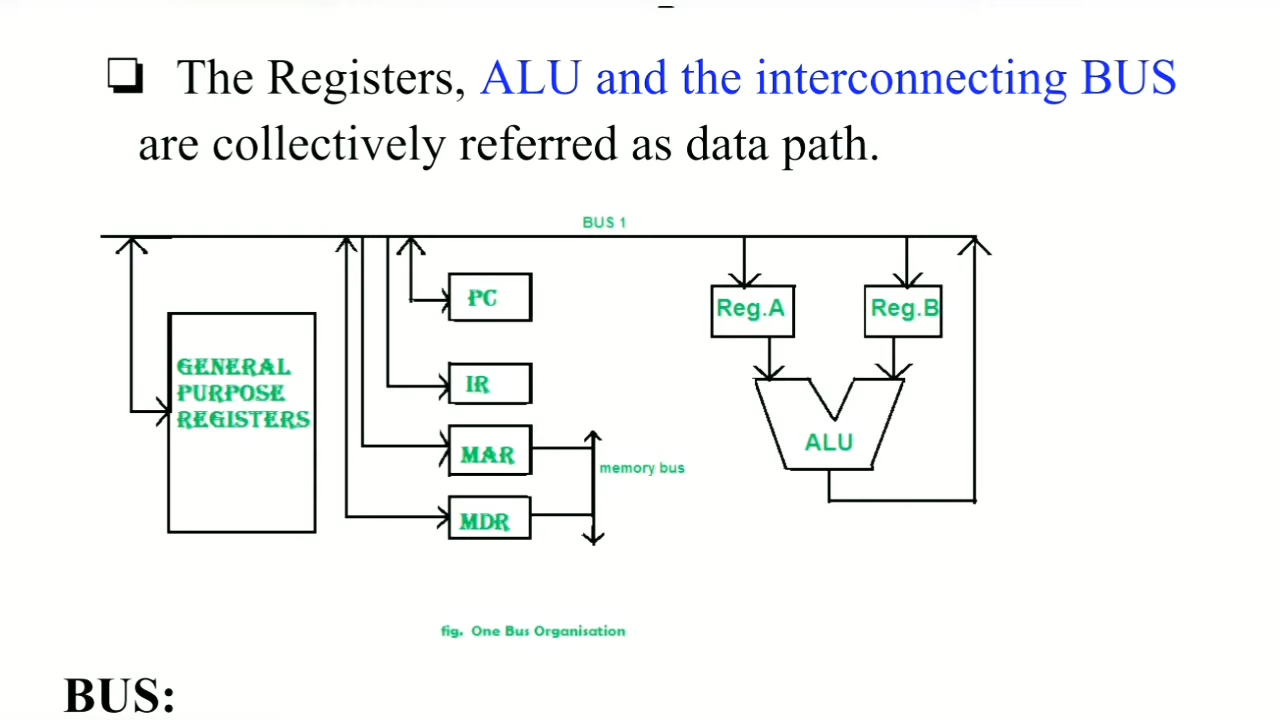 The Registers, ALU and the interconnecting BUS
are collectively referred as data path.
BUS 1
PC
Reg.A
Reg.B
GENERAL
PURPOSE
REGISTERS
IR
ALU
MAR
memory bus
MDR
fig. One Bus Organisation
BUS: